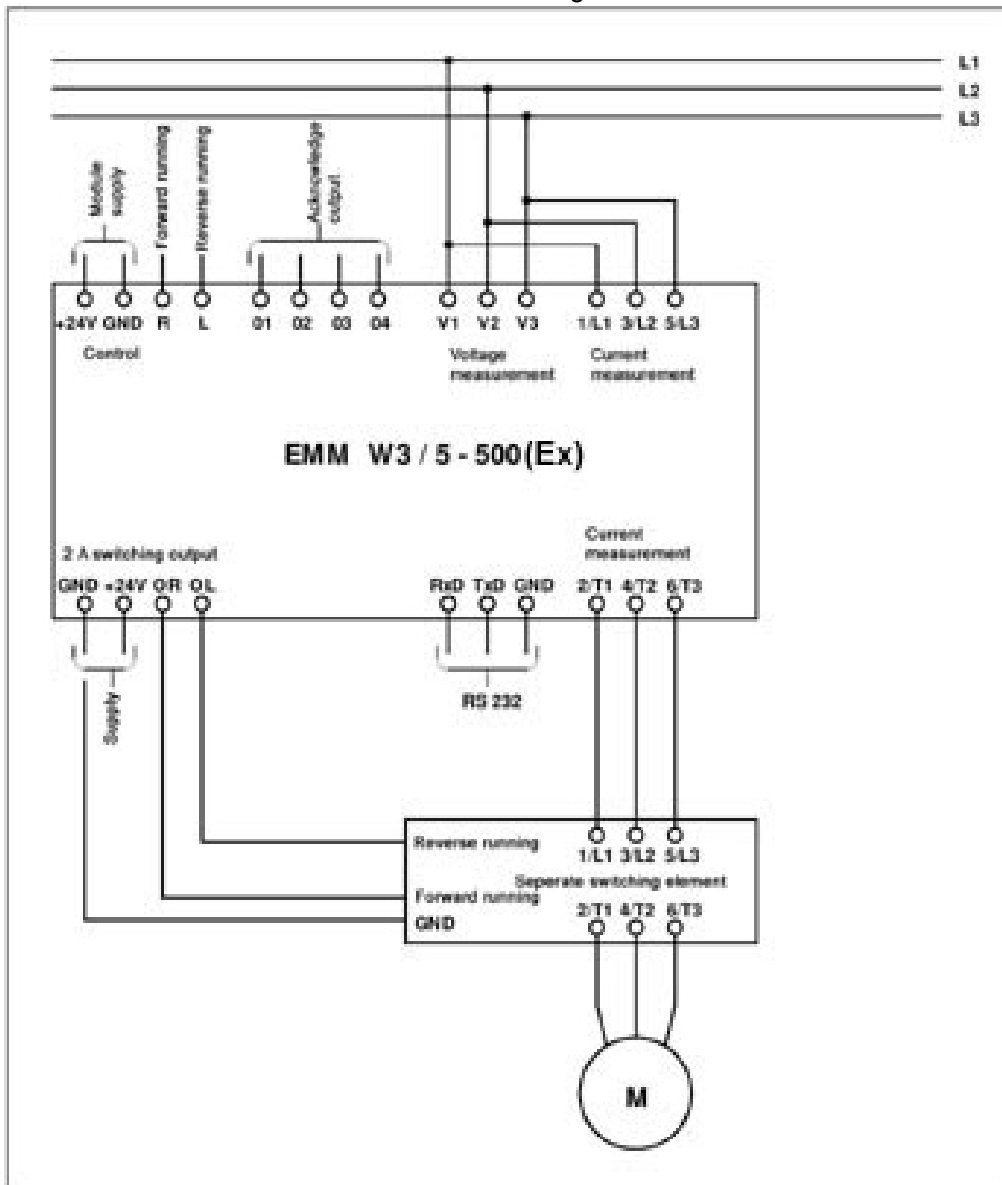 L1
L2
L3
Module
supply
Forward running
Reverse running
Acknowledge
output
+24V GND R L 01 02 03 04 V1 V2 V3 1/L1 3/L2 5/L3
Control
Voltage
measurement
Current
measurement
EMM W3 / 5 - 500(Ex)
2 A switching output
Current
measurement
GND +24V OR OL RxD TxD GND 2/T1 4/T2 6/T3
Supply
RS 232
Reverse running
1/L1 3/L2 5/L3
Seperate switching element
Forward running
2/T1 4/T2 6/T3
GND
M